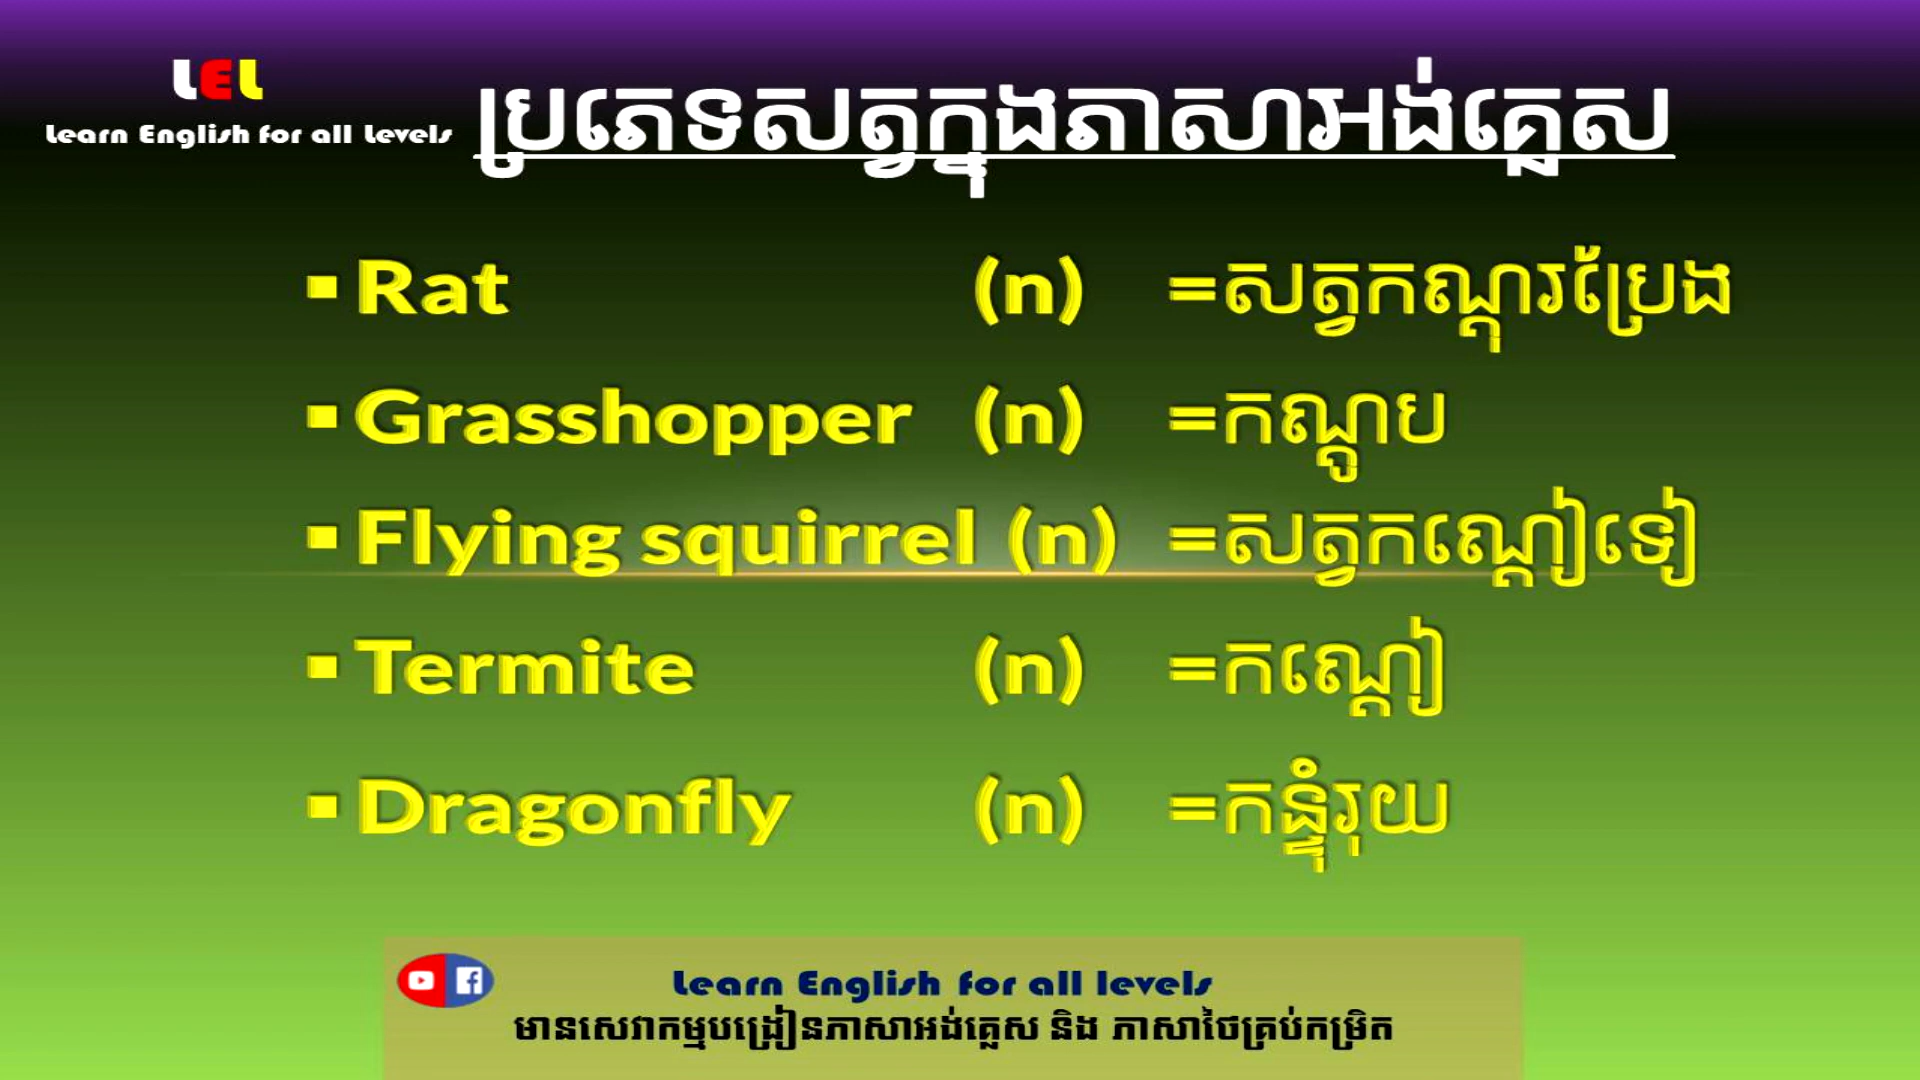 LEL
Learn English for all Levels
ប្រភេទសត្វក្នុងភាសាអង់គ្លេស
▪ Rat (n) =សត្វកណ្ដុរប្រែង
▪ Grasshopper (n) =កណ្ដូប
▪ Flying squirrel (n) =សត្វកណ្ដៀទៀ
▪ Termite (n) =កណ្ដៀ
▪ Dragonfly (n) =កន្ទុំរុយ
Learn English for all levels
មានសេវាកម្មបង្រៀនភាសាអង់គ្លេស និង ភាសាថៃគ្រប់កម្រិត